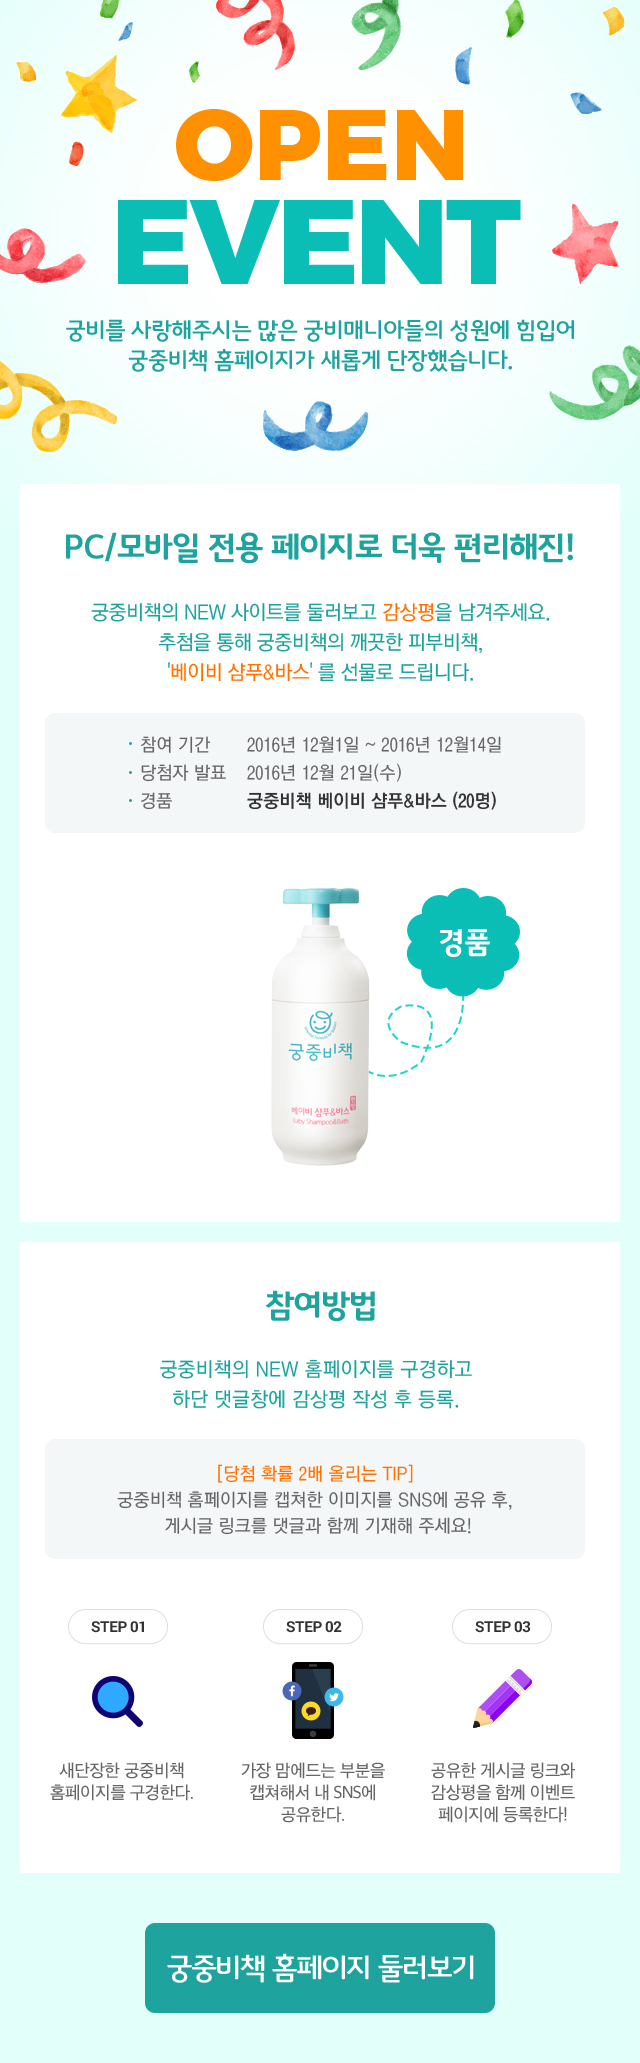 OPEN
EVENT
궁비를 사랑해주시는 많은 궁비매니아들의 성원에 힘입어
궁중비책 홈페이지가 새롭게 단장했습니다.
PC/모바일 전용 페이지로 더욱 편리해진!
궁중비책의 NEW 사이트를 둘러보고 감상평을 남겨주세요.
추첨을 통해 궁중비책의 깨끗한 피부비책,
'베이비 샴푸&바스' 를 선물로 드립니다.
· 참여 기간 2016년 12월1일 ~ 2016년 12월14일
· 당첨자 발표 2016년 12월 21일(수)
· 경품 궁중비책 베이비 샴푸&바스 (20명)
경품
궁중비책
베이비 샴푸&바스
Baby Shampoo&Bath
참여방법
궁중비책의 NEW 홈페이지를 구경하고
하단 댓글창에 감상평 작성 후 등록.
[당첨 확률 2배 올리는 TIP]
궁중비책 홈페이지를 캡쳐한 이미지를 SNS에 공유 후,
게시글 링크를 댓글과 함께 기재해 주세요!
STEP 01
새단장한 궁중비책
홈페이지를 구경한다.
STEP 02
가장 맘에드는 부분을
캡쳐해서 내 SNS에
공유한다.
STEP 03
공유한 게시글 링크와
감상평을 함께 이벤트
페이지에 등록한다!
궁중비책 홈페이지 둘러보기